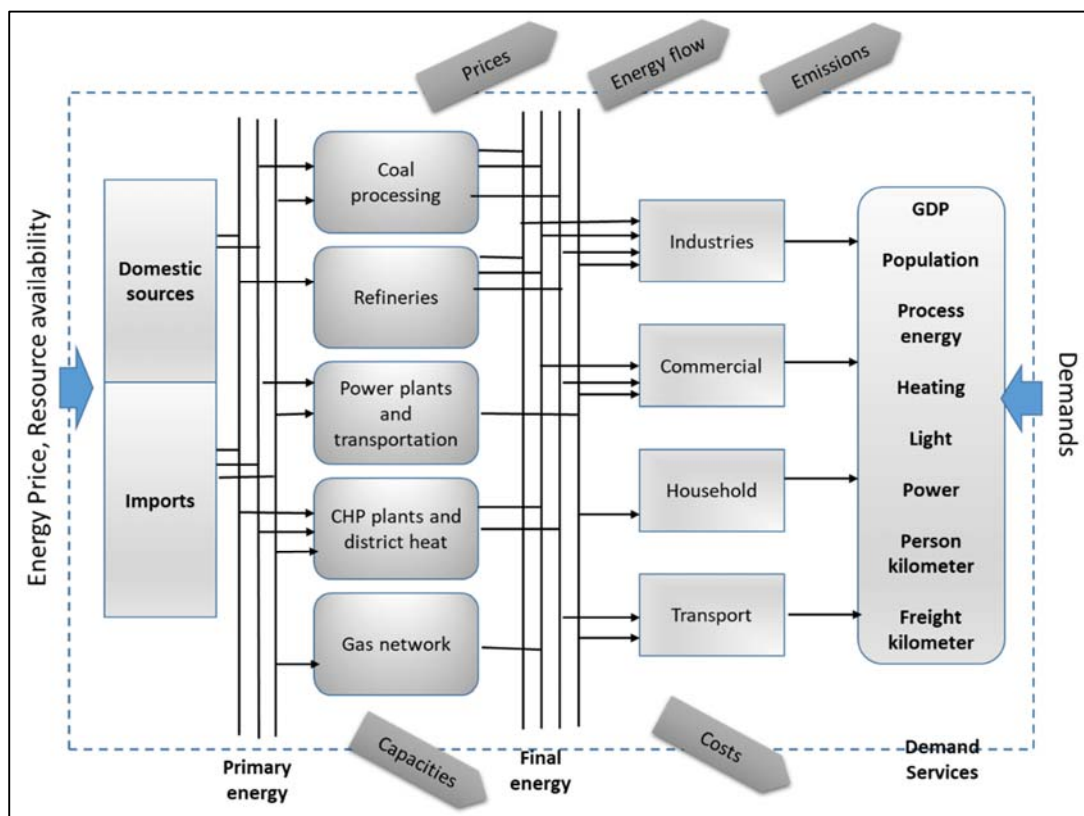 Prices
Energy flow
Emissions
Energy Price, Resource availability
Domestic
sources
Imports
Coal
processing
Refineries
Power plants
and
transportation
CHP plants and
district heat
Gas network
Industries
Commercial
Household
Transport
GDP
Population
Process
energy
Heating
Light
Power
Person
kilometer
Freight
kilometer
Demands
Primary
energy
Capacities
Final
energy
Costs
Demand
Services